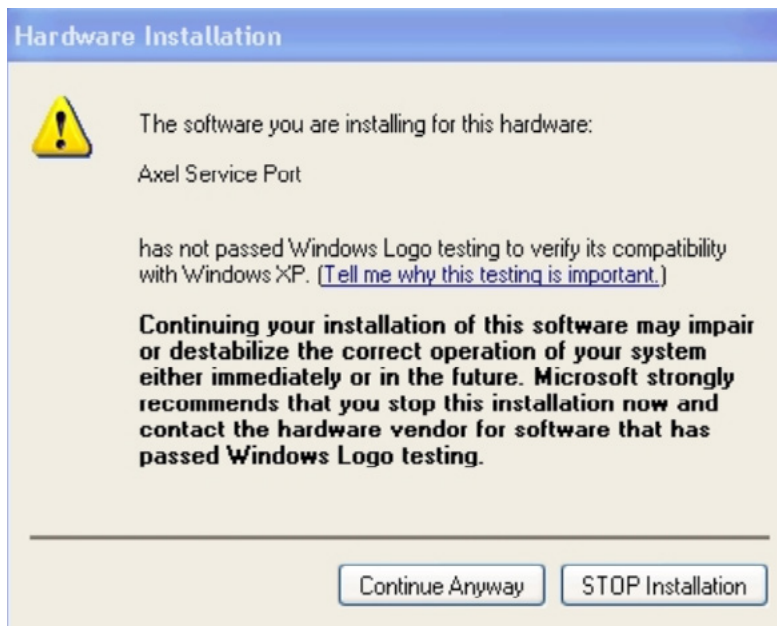 Hardware Installation
The software you are installing for this hardware:
Axel Service Port
has not passed Windows Logo testing to verify its compatibility
with Windows XP. (Tell me why this testing is important.)
Continuing your installation of this software may impair
or destabilize the correct operation of your system
either immediately or in the future. Microsoft strongly
recommends that you stop this installation now and
contact the hardware vendor for software that has
passed Windows Logo testing.
Continue Anyway
STOP Installation